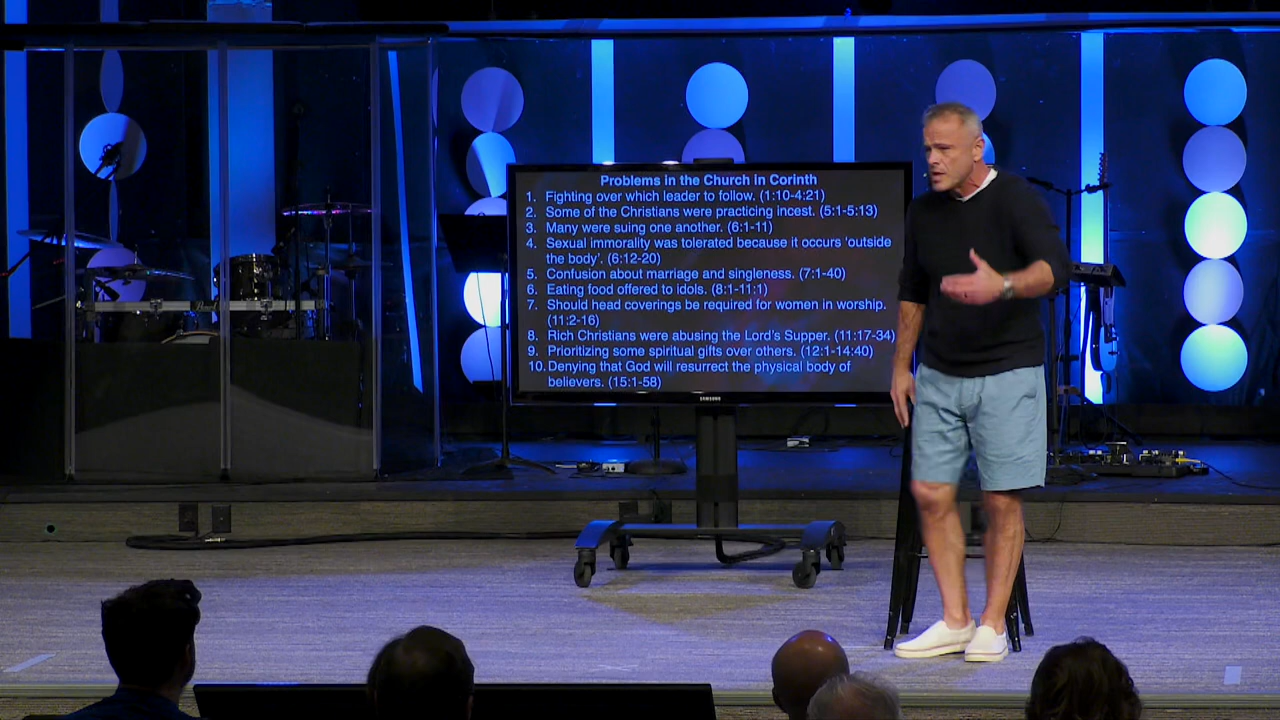 Problems in the Church in Corinth
1. Fighting over which leader to follow. (1:10-4:21)
2. Some of the Christians were practicing incest. (5:1-5:13)
3. Many were suing one another. (6:1-11)
4. Sexual immorality was tolerated because it occurs 'outside
the body'. (6:12-20)
5. Confusion about marriage and singleness. (7:1-40)
6. Eating food offered to idols. (8:1-11:1)
7. Should head coverings be required for women in worship.
(11:2-16)
8. Rich Christians were abusing the Lord's Supper. (11:17-34)
9. Prioritizing some spiritual gifts over others. (12:1-14:40)
10. Denying that God will resurrect the physical body of
believers. (15:1-58)
SAMSUNG